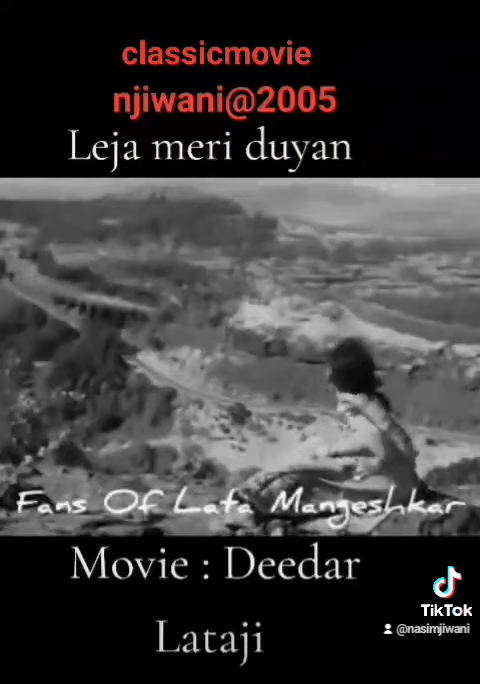 classicmovie
njiwani@2005
Leja meri duyan
Fans Of Lata Mangeshkar
Movie : Deedar
Lataji
TikTok
@nasimjiwani